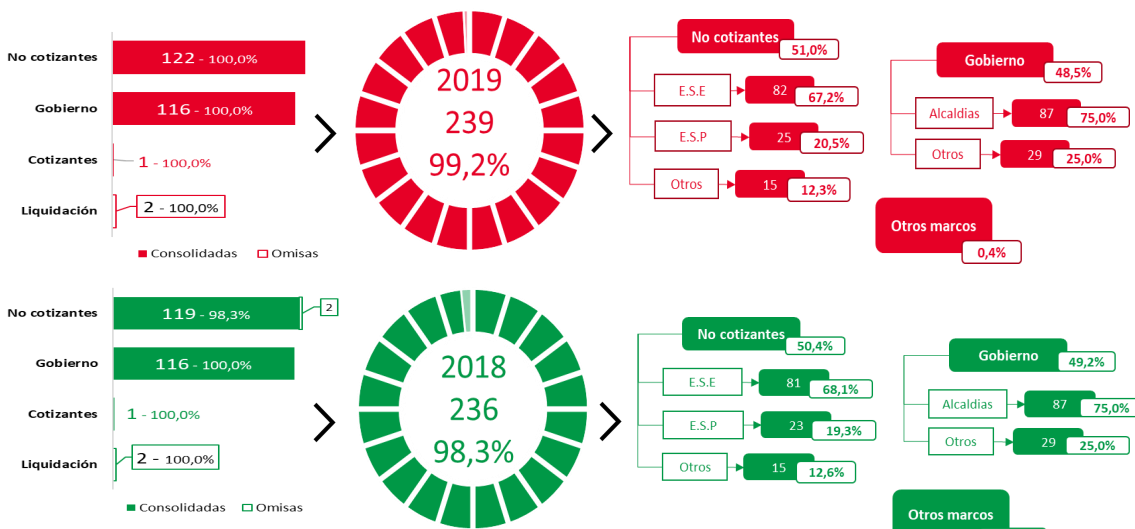 No cotizantes
122 - 100,0%
Gobierno
116 - 100,0%
Cotizantes
1 - 100,0%
Liquidación
2 - 100,0%
Consolidadas
Omisas
2019
239
99,2%
No cotizantes
51,0%
E.S.E
82
67,2%
E.S.P
25
20,5%
Otros
15
12,3%
Gobierno
48,5%
Alcaldias
87
75,0%
Otros
29
25,0%
Otros marcos
0,4%
No cotizantes
119 - 98,3%
2
Gobierno
116 - 100,0%
Cotizantes
1 - 100,0%
Liquidación
2 - 100,0%
Consolidadas
Omisas
2018
236
98,3%
No cotizantes
50,4%
E.S.E
81
68,1%
E.S.P
23
19,3%
Otros
15
12,6%
Gobierno
49,2%
Alcaldias
87
75,0%
Otros
29
25,0%
Otros marcos